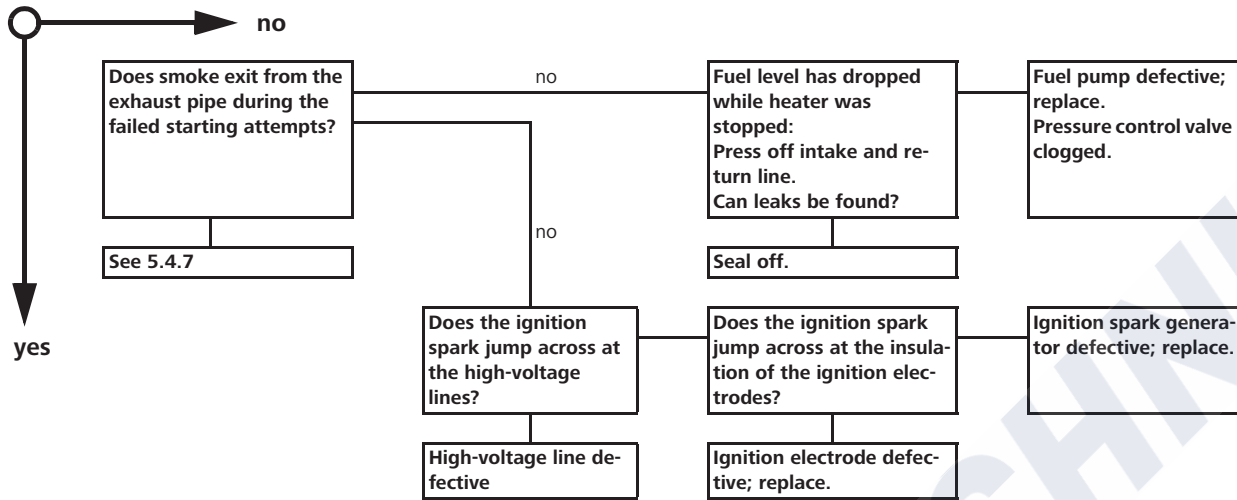 no
yes
Does smoke exit from the
exhaust pipe during the
failed starting attempts?
See 5.4.7
no
no
Fuel level has dropped
while heater was
stopped:
Press off intake and re-
turn line.
Can leaks be found?
Seal off.
Fuel pump defective;
replace.
Pressure control valve
clogged.
Does the ignition
spark jump across at
the high-voltage
lines?
High-voltage line de-
fective
Does the ignition spark
jump across at the insula-
tion of the ignition elec-
trodes?
Ignition electrode defec-
tive; replace.
Ignition spark genera-
tor defective; replace.